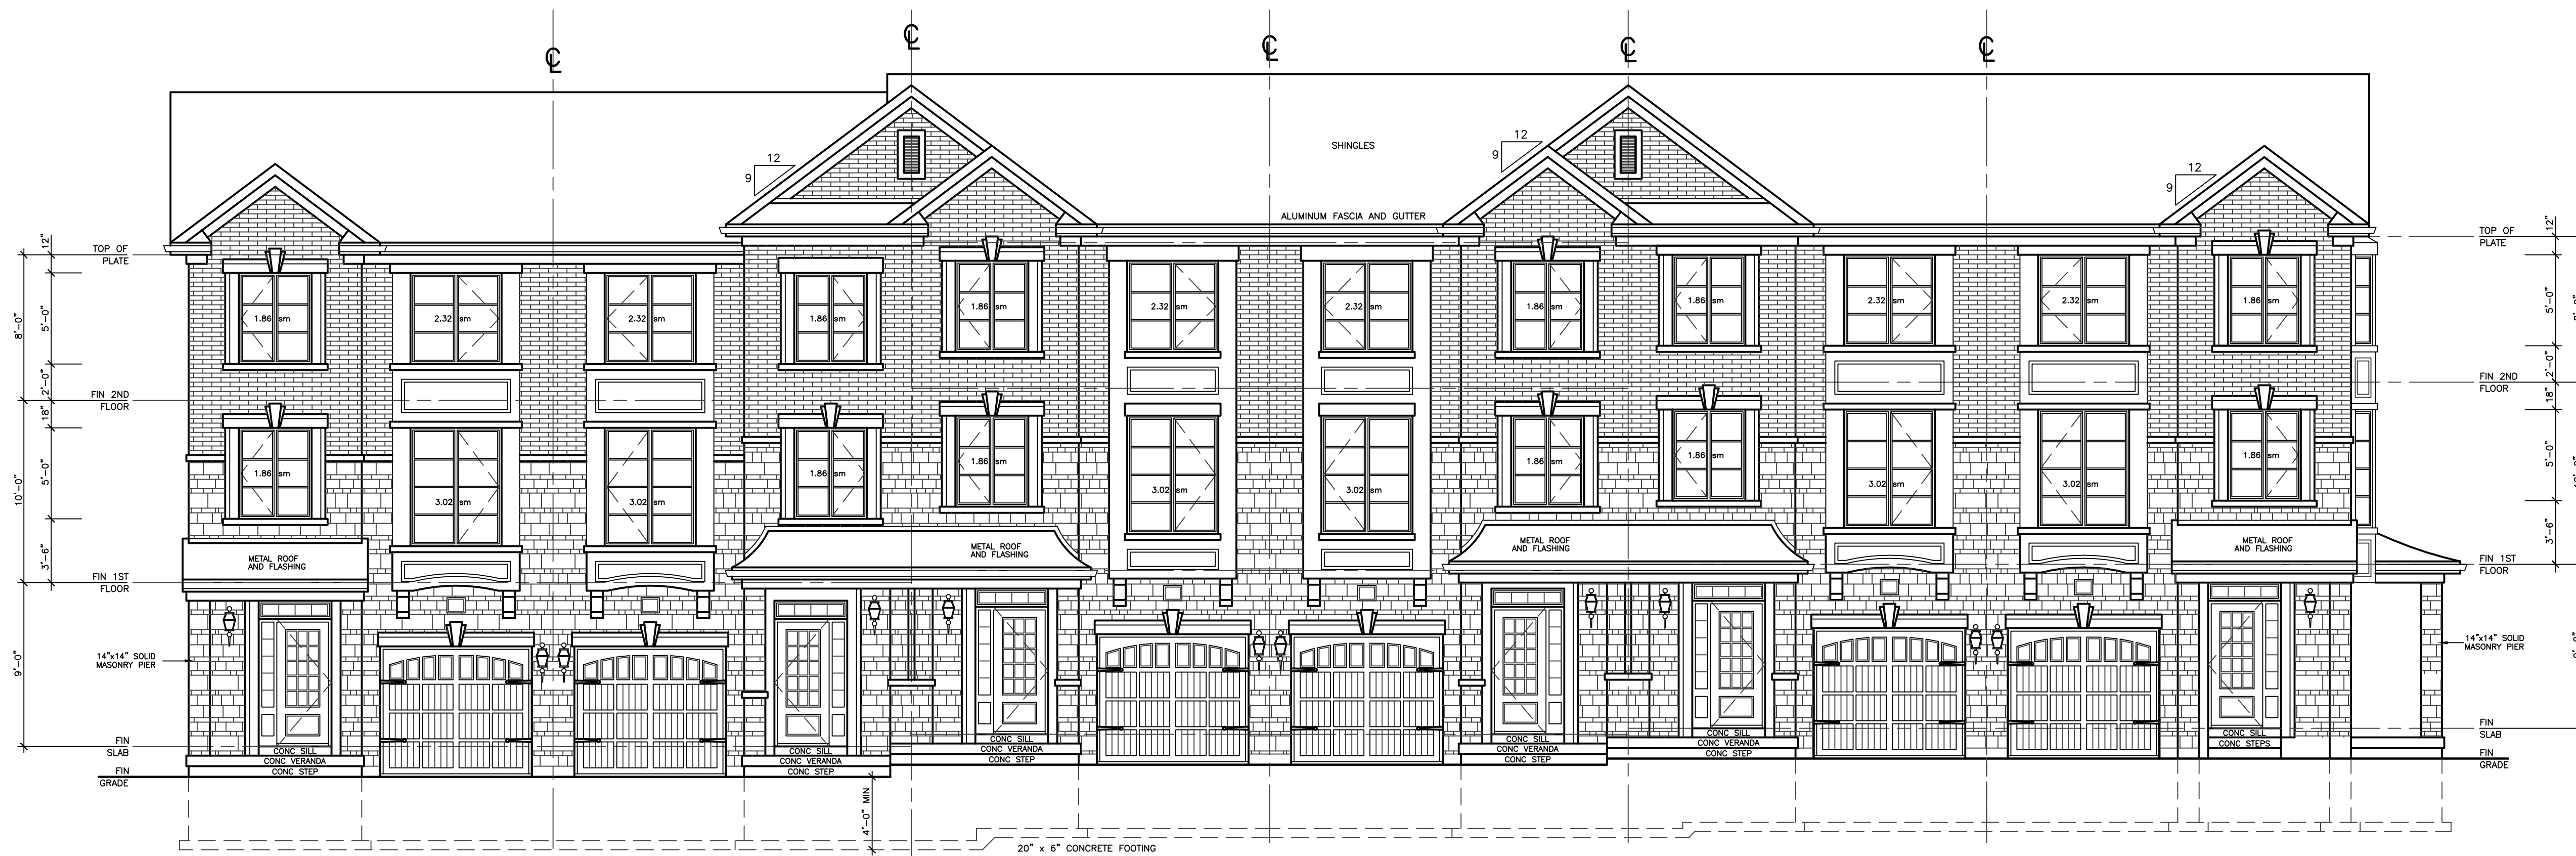 ℄
℄
℄
℄
℄
12
9
12
9
12
9
SHINGLES
ALUMINUM FASCIA AND GUTTER
TOP OF
PLATE
FIN 2ND
FLOOR
FIN 1ST
FLOOR
FIN
SLAB
FIN
GRADE
12"
5'-0"
2'-0"
18"
5'-0"
3'-6"
8'-0"
10'-0"
9'-0"
14"x14" SOLID
MASONRY PIER
1.86 sm
2.32 sm
2.32 sm
1.86 sm
1.86 sm
2.32 sm
2.32 sm
1.86 sm
1.86 sm
2.32 sm
2.32 sm
1.86 sm
1.86 sm
3.02 sm
3.02 sm
1.86 sm
1.86 sm
3.02 sm
3.02 sm
1.86 sm
1.86 sm
3.02 sm
3.02 sm
1.86 sm
METAL ROOF
AND FLASHING
METAL ROOF
AND FLASHING
METAL ROOF
AND FLASHING
METAL ROOF
AND FLASHING
CONC SILL
CONC VERANDA
CONC STEP
CONC SILL
CONC VERANDA
CONC STEP
CONC SILL
CONC VERANDA
CONC STEP
CONC SILL
CONC VERANDA
CONC STEP
CONC SILL
CONC VERANDA
CONC STEP
CONC SILL
CONC STEPS
4'-0" MIN
20" x 6" CONCRETE FOOTING
TOP OF
PLATE
FIN 2ND
FLOOR
FIN 1ST
FLOOR
FIN
SLAB
FIN
GRADE
12"
5'-0"
2'-0"
18"
5'-0"
3'-6"
14"x14" SOLID
MASONRY PIER